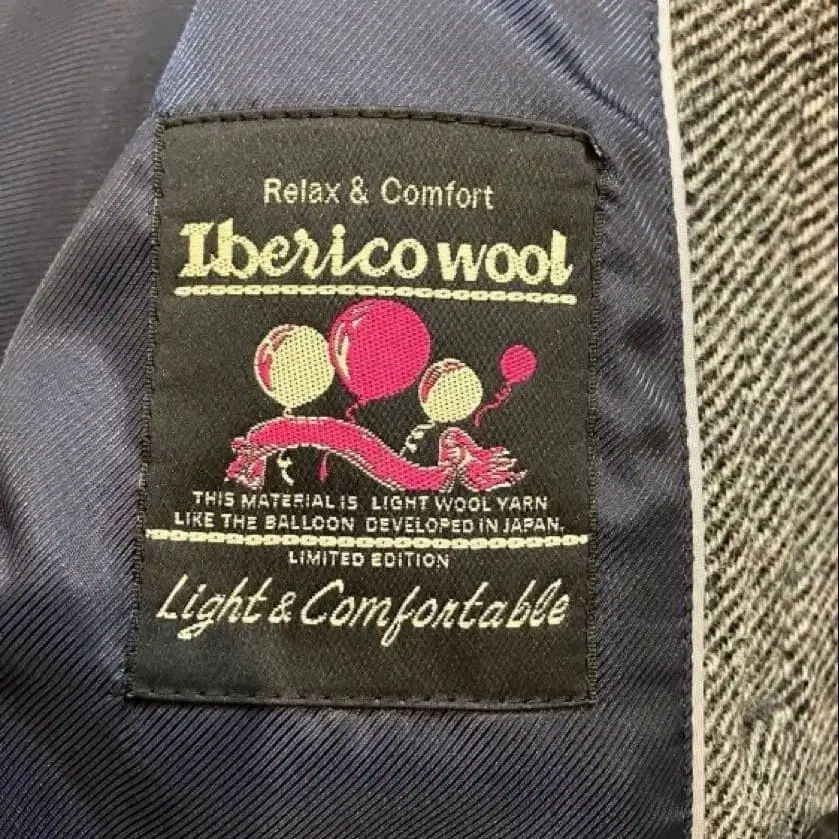 Relax & Comfort
Iberico wool
THIS MATERIAL IS LIGHT WOOL YARN
LIKE THE BALLOON DEVELOPED IN JAPAN.
LIMITED EDITION
Light & Comfortable